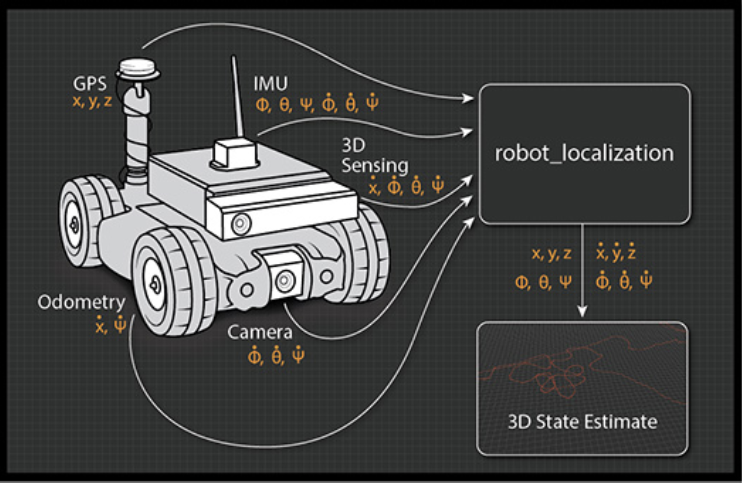 GPS
x, y, z
IMU
Φ, θ, Ψ, Φ̇, θ̇, Ψ̇
3D
Sensing
ẋ, Φ̇, θ̇, Ψ̇
robot_localization
x, y, z
ẋ, ẏ, ż
Φ, θ, Ψ
Φ̇, θ̇, Ψ̇
Odometry
ẋ, Ψ̇
Camera
Φ̇, θ̇, Ψ̇
3D State Estimate